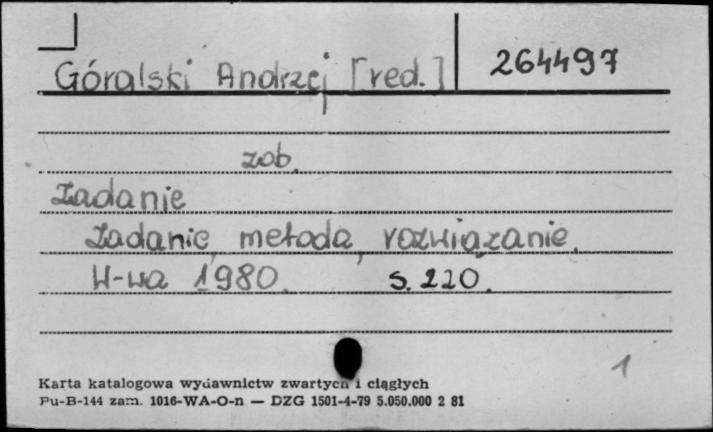 Góralski Andrzej [red.] 264497
zob.
Zadanie
Zadanie, metoda, rozwiązanie.
W-wa 1980. s. 220.
1
Karta katalogowa wydawnictw zwartych i ciągłych
Pu-B-144 zam. 1016-WA-O-n — DZG 1501-4-79 5.050.000 2 81